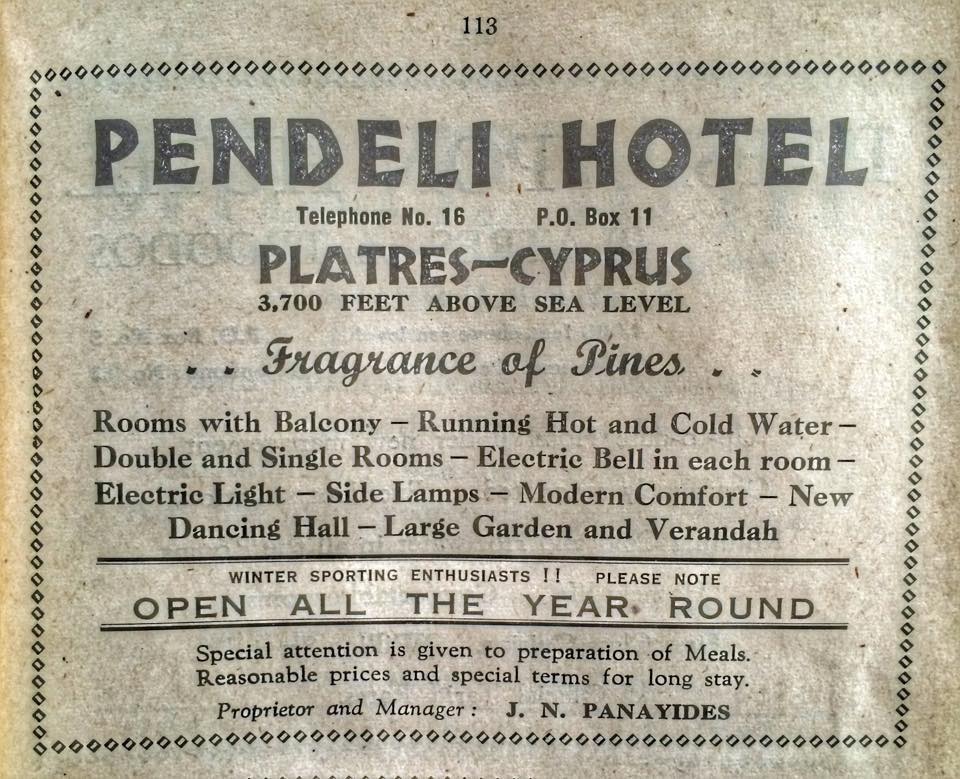 113
PENDELI HOTEL
Telephone No. 16 P.O. Box 11
PLATRES–CYPRUS
3,700 FEET ABOVE SEA LEVEL
. . Fragrance of Pines . .
Rooms with Balcony – Running Hot and Cold Water –
Double and Single Rooms – Electric Bell in each room –
Electric Light – Side Lamps – Modern Comfort – New
Dancing Hall – Large Garden and Verandah
WINTER SPORTING ENTHUSIASTS !! PLEASE NOTE
OPEN ALL THE YEAR ROUND
Special attention is given to preparation of Meals.
Reasonable prices and special terms for long stay.
Proprietor and Manager : J. N. PANAYIDES